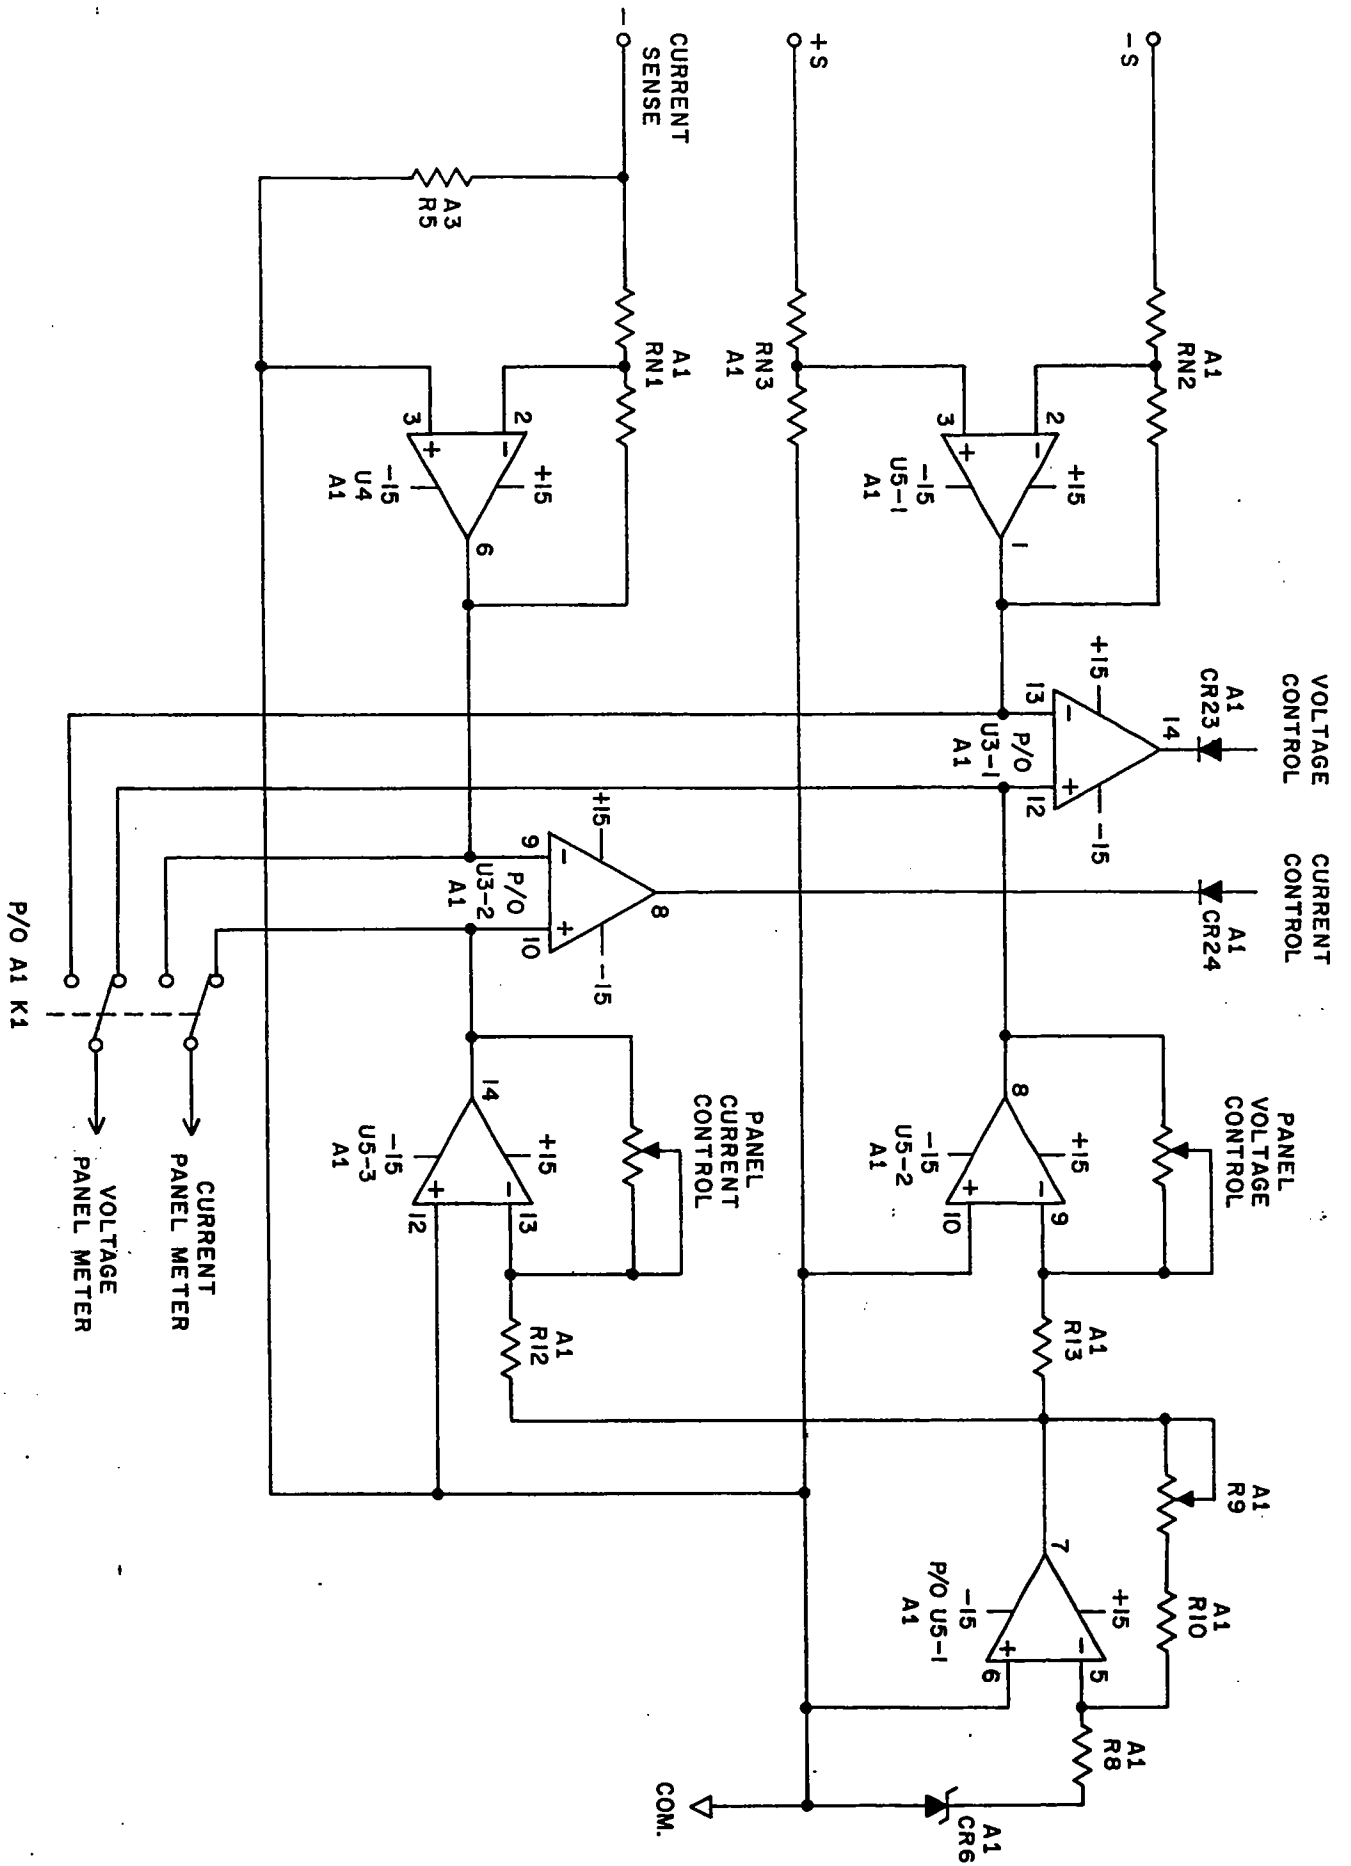 -S
+S
-
CURRENT
SENSE
A3
R5
A1
RN2
RN3
A1
A1
RN1
2
3
+
-
+15
-15
U5-1
A1
1
2
3
+
-
+15
-15
U4
A1
6
VOLTAGE
CONTROL
A1
CR23
14
+15
-15
-
+
13
12
P/O
U3-1
A1
CURRENT
CONTROL
A1
CR24
8
+15
-15
-
+
9
10
P/O
U3-2
A1
P/O A1 K1
CURRENT
PANEL METER
VOLTAGE
PANEL METER
PANEL
VOLTAGE
CONTROL
8
+15
-15
U5-2
A1
-
+
9
10
PANEL
CURRENT
CONTROL
14
+15
-15
U5-3
A1
-
+
13
12
A1
R13
A1
R12
A1
R9
A1
R10
7
+15
-15
P/O U5-1
A1
-
+
5
6
A1
R8
A1
CR6
COM.